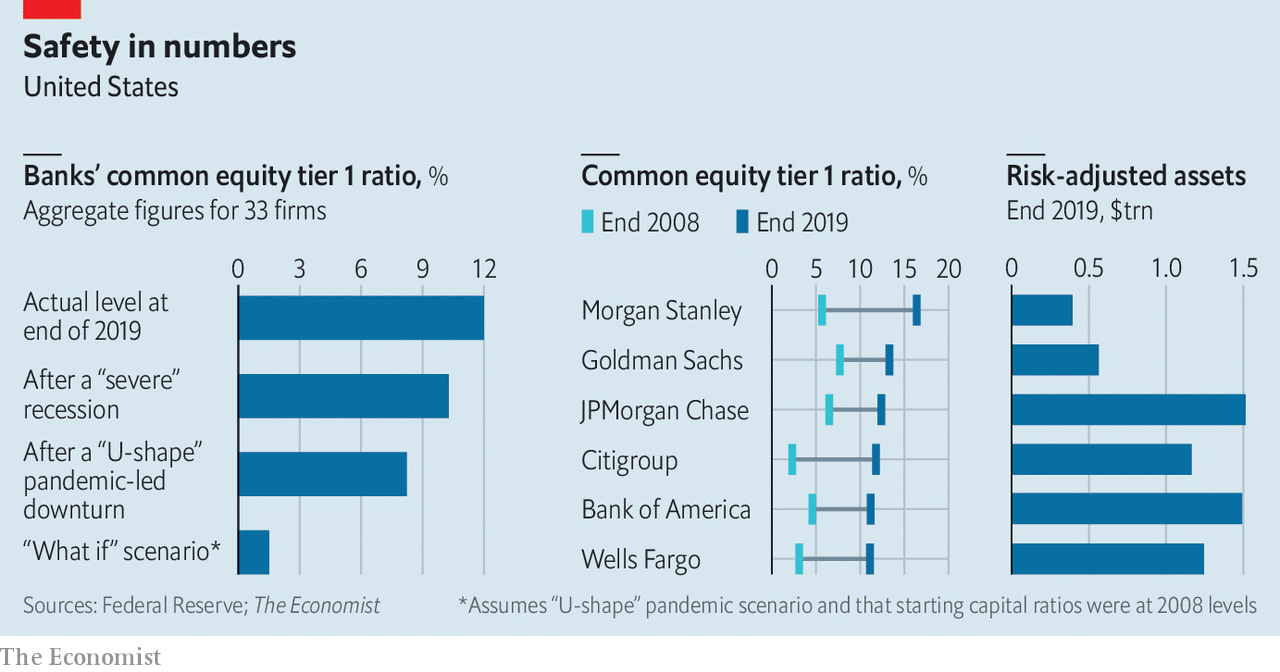 Safety in numbers
United States
Banks’ common equity tier 1 ratio, %
Aggregate figures for 33 firms
0 3 6 9 12
Actual level at
end of 2019
After a “severe”
recession
After a “U-shape”
pandemic-led
downturn
“What if” scenario*
Common equity tier 1 ratio, %
End 2008 End 2019
0 5 10 15 20
Morgan Stanley
Goldman Sachs
JPMorgan Chase
Citigroup
Bank of America
Wells Fargo
Risk-adjusted assets
End 2019, $trn
0 0.5 1.0 1.5
Sources: Federal Reserve; The Economist
*Assumes “U-shape” pandemic scenario and that starting capital ratios were at 2008 levels
The Economist